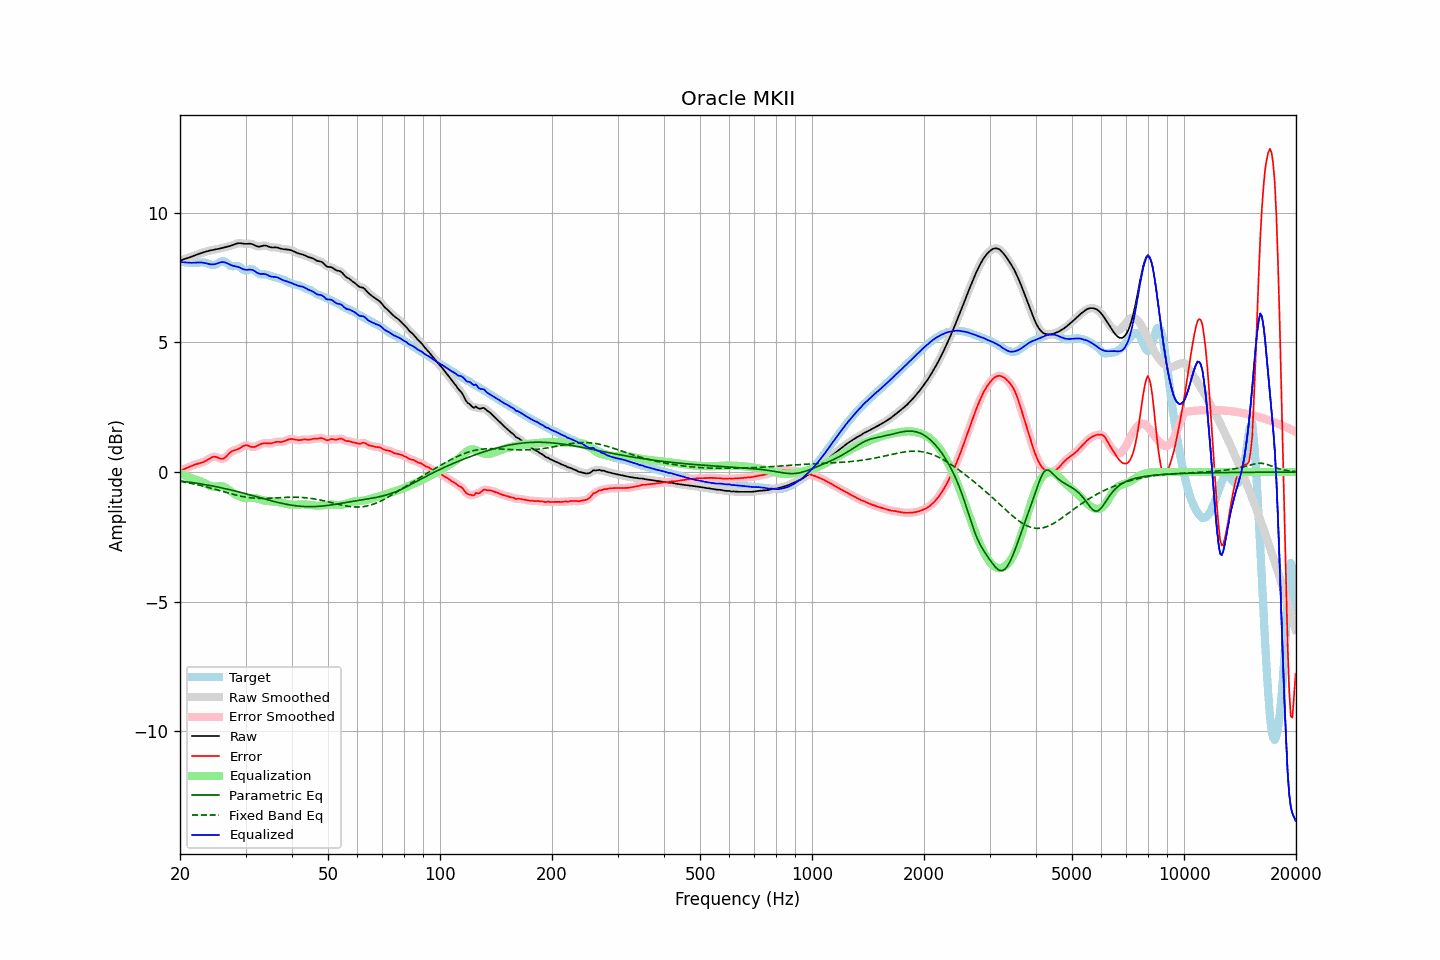 Oracle MKII
Amplitude (dBr)
10
5
0
−5
−10
Target
Raw Smoothed
Error Smoothed
Raw
Error
Equalization
Parametric Eq
Fixed Band Eq
Equalized
20 50 100 200 500 1000 2000 5000 10000 20000
Frequency (Hz)